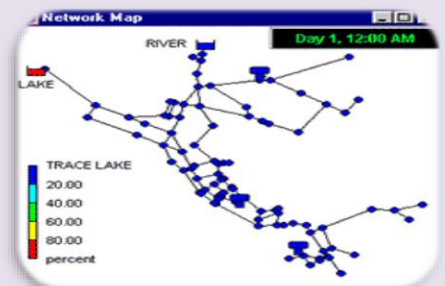 Network Map
Day 1, 12:00 AM
RIVER
LAKE
TRACE LAKE
20.00
40.00
60.00
80.00
percent